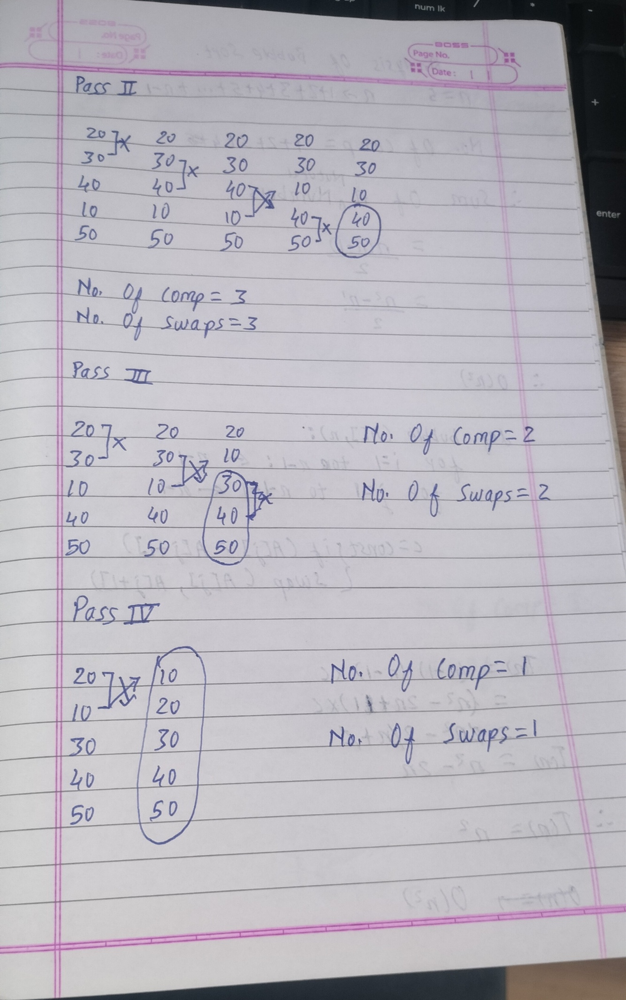 num lk
/
*
-
+
enter
BOSS
Page No.
Date:
Pass II
20 20 20 20 20
30 x 30 30 30 30
40 40 x 40 10 10
10 10 10 40 40
50 50 50 50 x 50
No. Of Comp = 3
No. Of Swaps = 3
Pass III
20 20 20 No. Of Comp = 2
30 x 30 10
10 10 30 No. Of Swaps = 2
40 40 40 x
50 50 50
Pass IV
20 10 No. Of Comp = 1
10 20
30 30 No. Of Swaps = 1
40 40
50 50